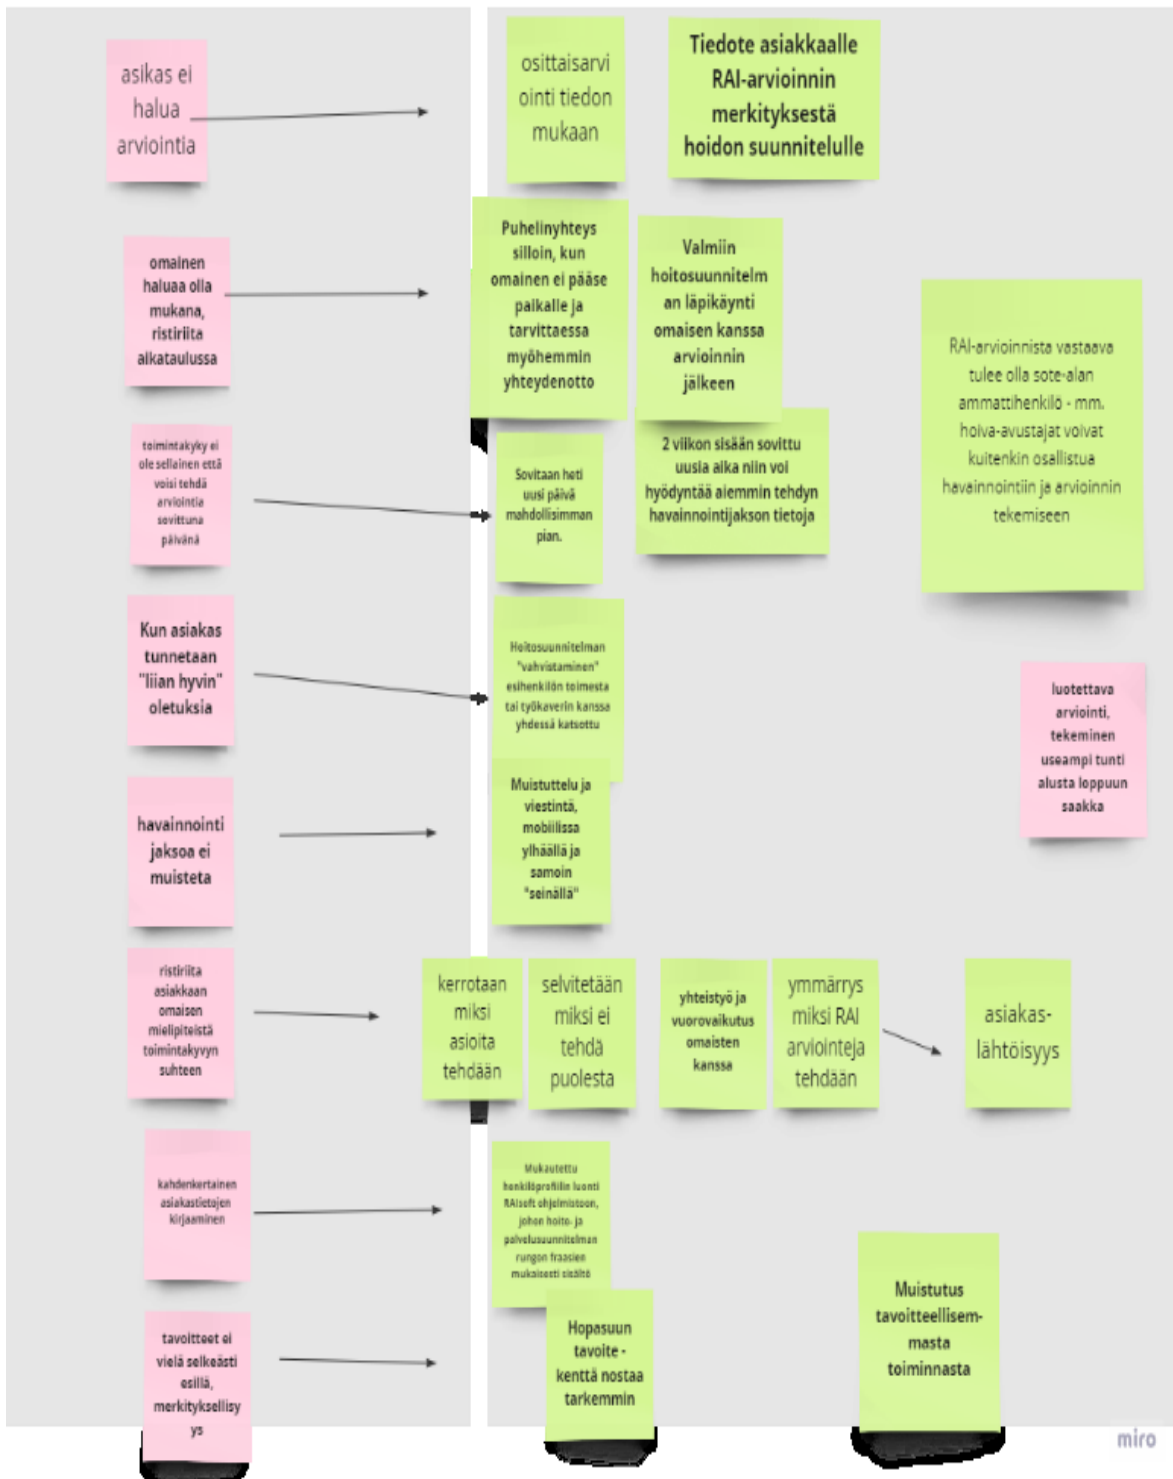 asikas ei
halua
arviointia
osittaisarvi
ointi tiedon
mukaan
Tiedote asiakkaalle
RAI-arvioinnin
merkityksestä
hoidon suunnitelulle
omainen
haluaa olla
mukana,
ristiriita
aikataulussa
Puhelinyhteys
silloin, kun
omainen ei pääse
paikalle ja
tarvittaessa
myöhemmin
yhteydenotto
Valmiin
hoitosuunnitelm
an läpikäynti
omaisen kanssa
arvioinnin
jälkeen
RAI-arvioinnista vastaava
tulee olla sote-alan
ammattihenkilö - mm.
hoiva-avustajat voivat
kuitenkin osallistua
havainnointiin ja arvioinnin
tekemiseen
toimintakyky ei
ole sellainen että
voisi tehdä
arviointia
sovittuna
päivänä
Sovitaan heti
uusi päivä
mahdollisimman
pian.
2 viikon sisään sovittu
uusia aika niin voi
hyödyntää aiemmin tehdyn
havainnointijakson tietoja
Kun asiakas
tunnetaan
"liian hyvin"
oletuksia
Hoitosuunnitelman
"vahvistaminen"
esihenkilön toimesta
tai työkaverin kanssa
yhdessä katsottu
luotettava
arviointi,
tekeminen
useampi tunti
alusta loppuun
saakka
havainnointi
jaksoa ei
muisteta
Muistuttelu ja
viestintä,
mobiilissa
ylhäällä ja
samoin
"seinällä"
ristiriita
asiakkaan
omaisen
mielipiteistä
toimintakyvyn
suhteen
kerrotaan
miksi
asioita
tehdään
selvitetään
miksi ei
tehdä
puolesta
yhteistyö ja
vuorovaikutus
omaisten
kanssa
ymmärrys
miksi RAI
arviointeja
tehdään
asiakas-
lähtöisyys
kahdenkertainen
asiakastietojen
kirjaaminen
Mukautettu
henkilöprofiilin luonti
RAIsoft ohjelmistoon,
johon hoito- ja
palvelusuunnitelman
rungon fraasien
mukaisesti sisältö
tavoitteet ei
vielä selkeästi
esillä,
merkityksellisy
ys
Hopasuun
tavoite -
kenttä nostaa
tarkemmin
Muistutus
tavoitteellisem-
masta
toiminnasta
miro